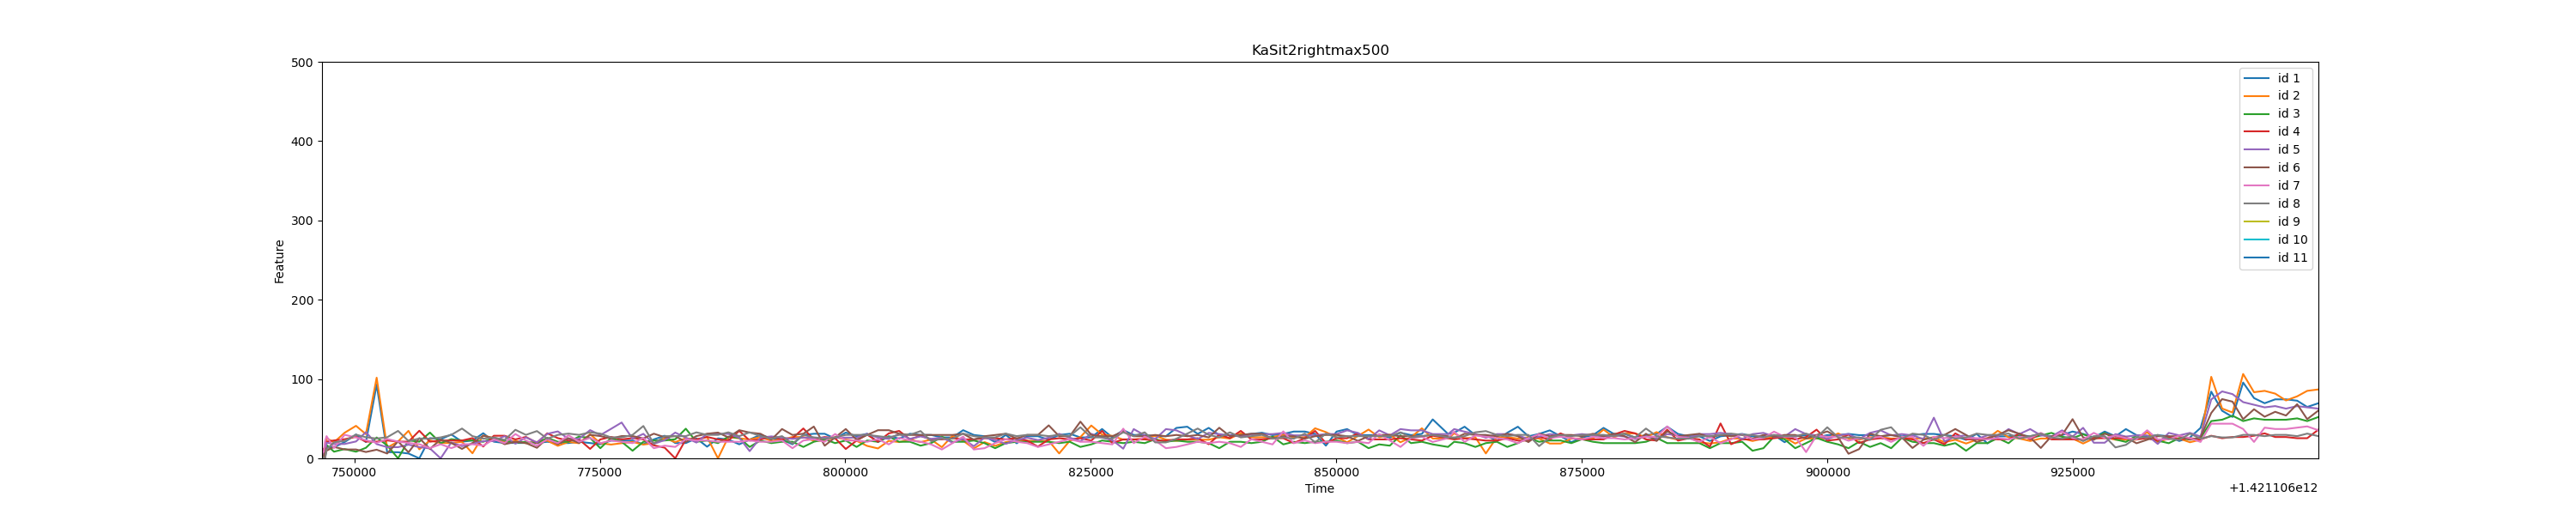 KaSit2rightmax500
500
400
300
200
100
0
Feature
750000 775000 800000 825000 850000 875000 900000 925000
Time
+1.421106e12
id 1
id 2
id 3
id 4
id 5
id 6
id 7
id 8
id 9
id 10
id 11